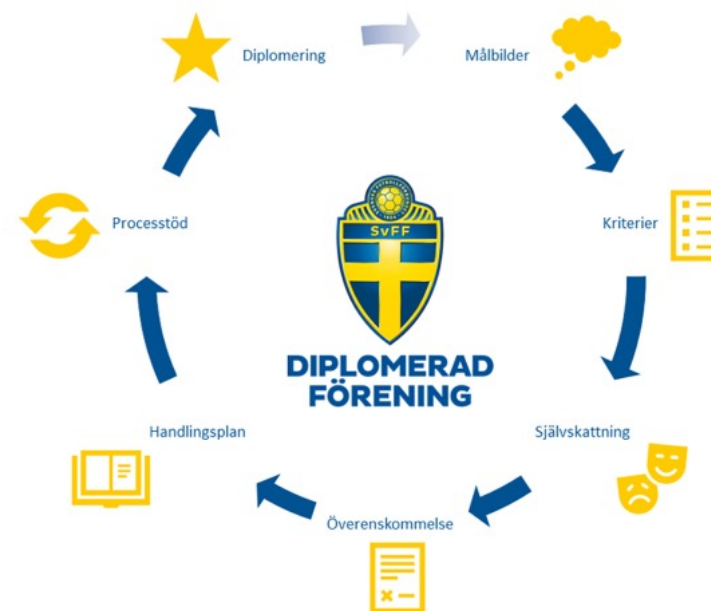 Diplomering
Målbilder
Processtöd
Kriterier
SvFF
DIPLOMERAD
FÖRENING
Handlingsplan
Självskattning
Överenskommelse